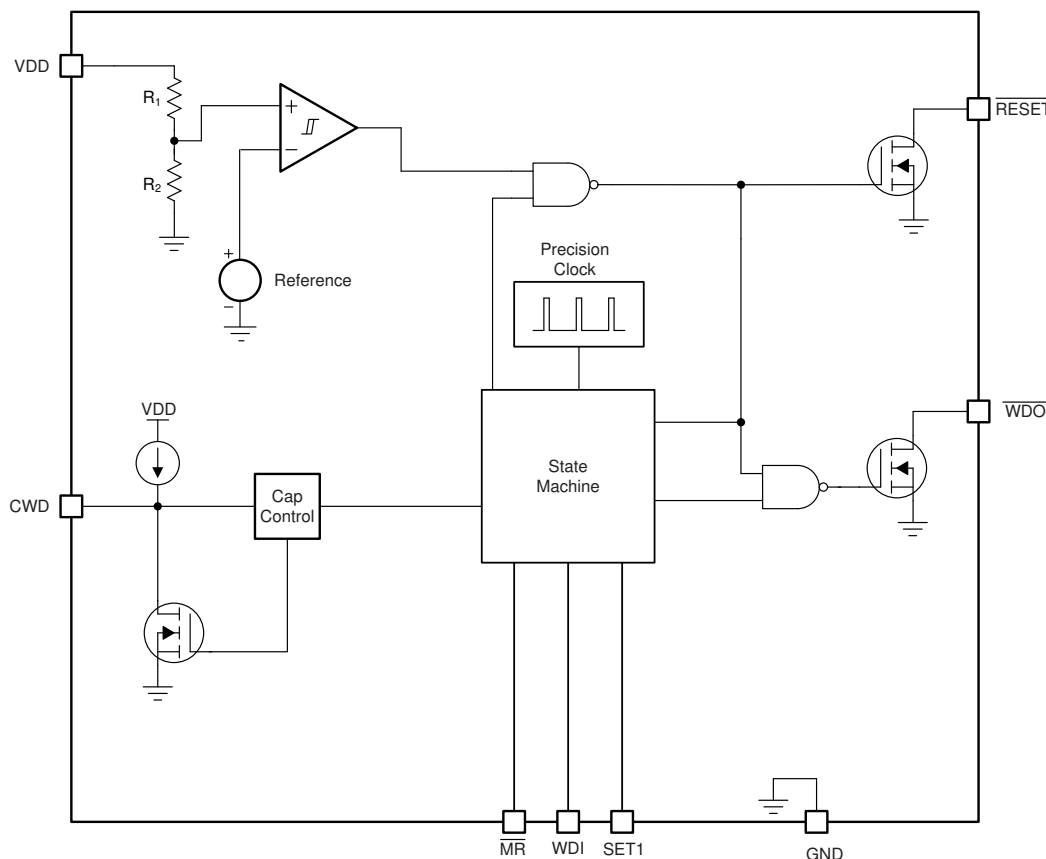 VDD
R1
R2
+
−
+
−
Reference
RESET
Precision
Clock
VDD
WDO
State
Machine
CWD
Cap
Control
MR
WDI
SET1
GND